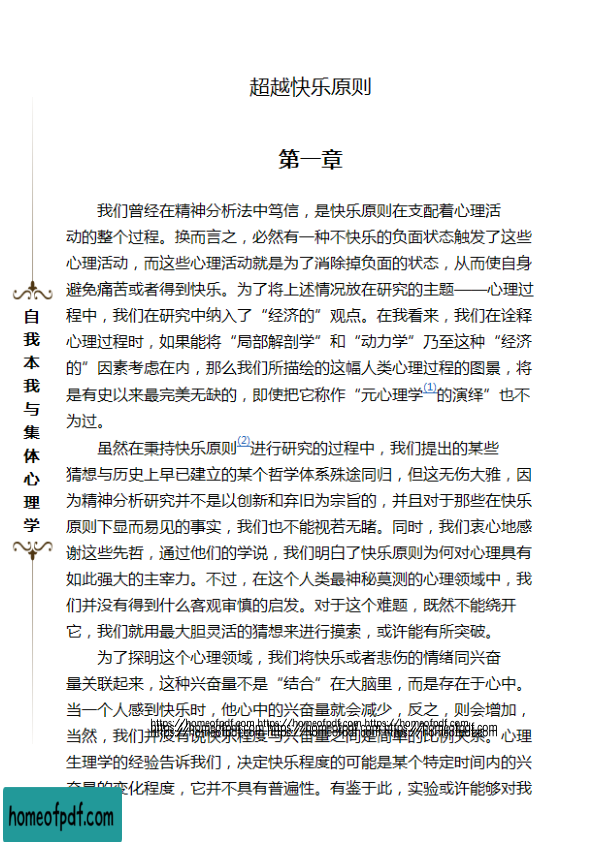 超越快乐原则
第一章
我们曾经在精神分析法中笃信，是快乐原则在支配着心理活
动的整个过程。换而言之，必然有一种不快乐的负面状态触发了这些
心理活动，而这些心理活动就是为了消除掉负面的状态，从而使自身
避免痛苦或者得到快乐。为了将上述情况放在研究的主题——心理过
程中，我们在研究中纳入了“经济的”观点。在我看来，我们在诠释
心理过程时，如果能将“局部解剖学”和“动力学”乃至这种“经济
的”因素考虑在内，那么我们所描绘的这幅人类心理过程的图景，将
是有史以来最完美无缺的，即使把它称作“元心理学(1)的演绎”也不
为过。
虽然在秉持快乐原则(2)进行研究的过程中，我们提出的某些
猜想与历史上早已建立的某个哲学体系殊途同归，但这无伤大雅，因
为精神分析研究并不是以创新和弃旧为宗旨的，并且对于那些在快乐
原则下显而易见的事实，我们也不能视若无睹。同时，我们衷心地感
谢这些先哲，通过他们的学说，我们明白了快乐原则为何对心理具有
如此强大的主宰力。不过，在这个人类最神秘莫测的心理领域中，我
们并没有得到什么客观审慎的启发。对于这个难题，既然不能绕开
它，我们就用最大胆灵活的猜想来进行摸索，或许能有所突破。
为了探明这个心理领域，我们将快乐或者悲伤的情绪同兴奋
量关联起来，这种兴奋量不是“结合”在大脑里，而是存在于心中。
当一个人感到快乐时，他心中的兴奋量就会减少，反之，则会增加，
https://homeofpdf.com https://homeofpdf.com https://homeofpdf.com
https://homeofpdf.com https://homeofpdf.com https://homeofpdf.com
当然，我们并没有说快乐程度与兴奋量之间是简单的比例关系。心理
生理学的经验告诉我们，决定快乐程度的可能是某个特定时间内的兴
奋量的变化程度，它并不具有普遍性。有鉴于此，实验或许能够对我
自我本我与集体心理学
homeofpdf.com